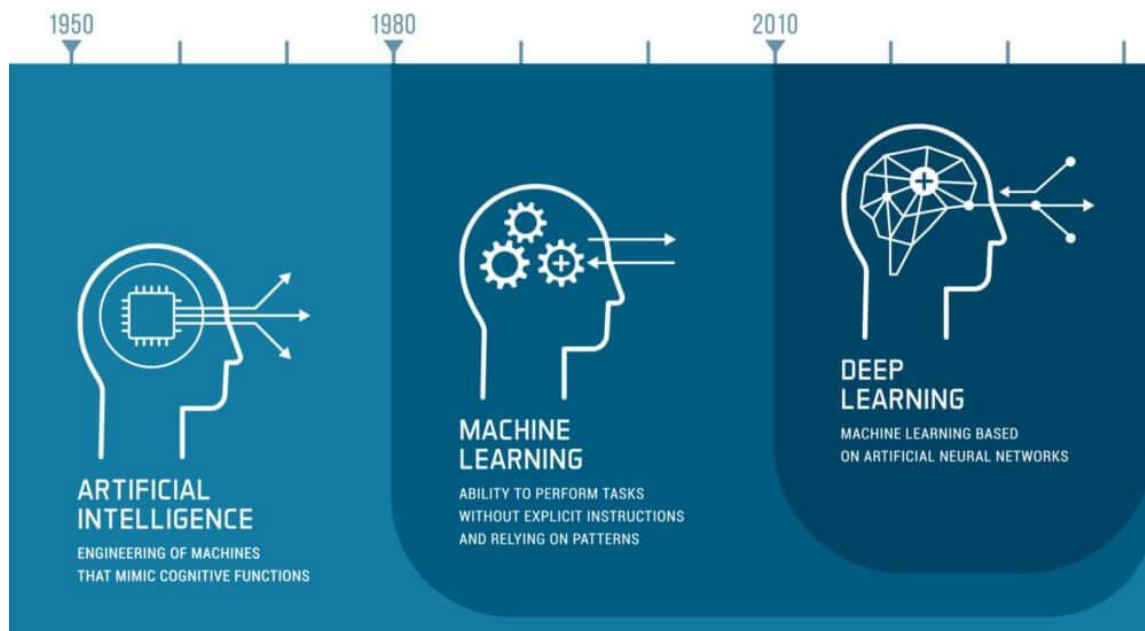 1950
1980
2010
ARTIFICIAL
INTELLIGENCE
ENGINEERING OF MACHINES
THAT MIMIC COGNITIVE FUNCTIONS
MACHINE
LEARNING
ABILITY TO PERFORM TASKS
WITHOUT EXPLICIT INSTRUCTIONS
AND RELYING ON PATTERNS
DEEP
LEARNING
MACHINE LEARNING BASED
ON ARTIFICIAL NEURAL NETWORKS